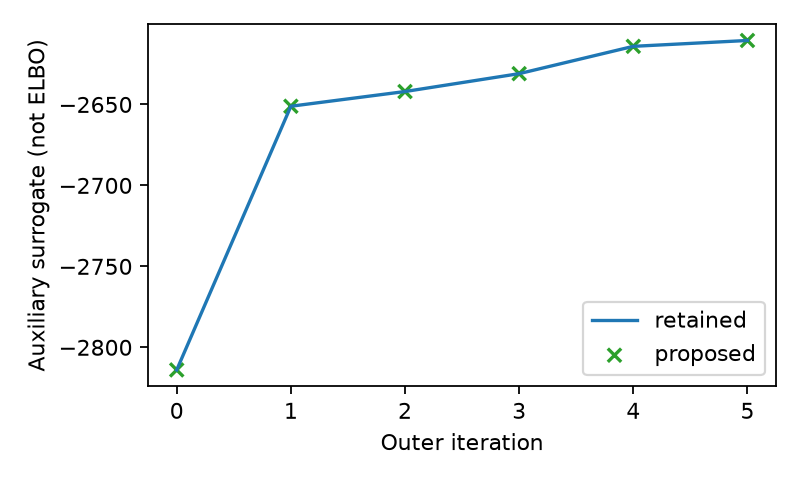 Auxiliary surrogate (not ELBO)
−2650
−2700
−2750
−2800
retained
proposed
0 1 2 3 4 5
Outer iteration